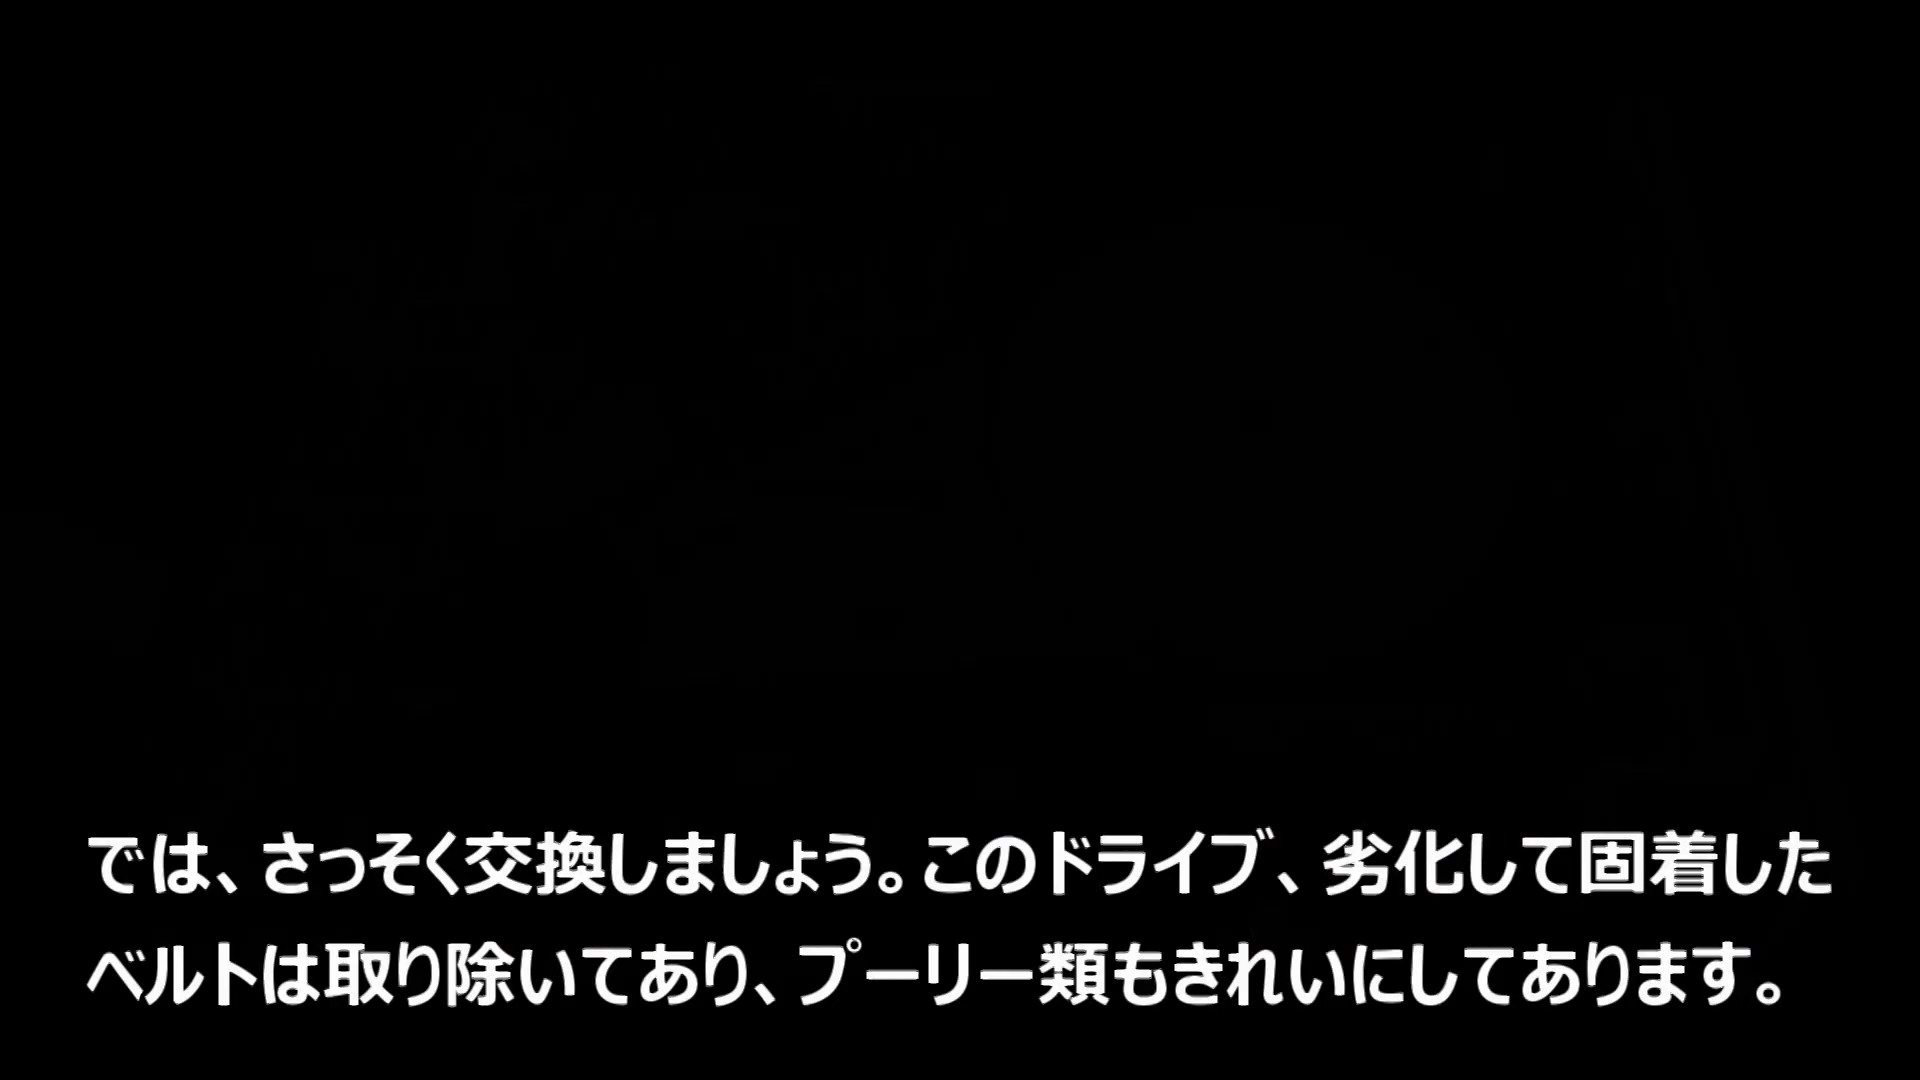 では、さっそく交換しましょう。このドライブ、劣化して固着した
ベルトは取り除いてあり、プーリー類もきれいにしてあります。